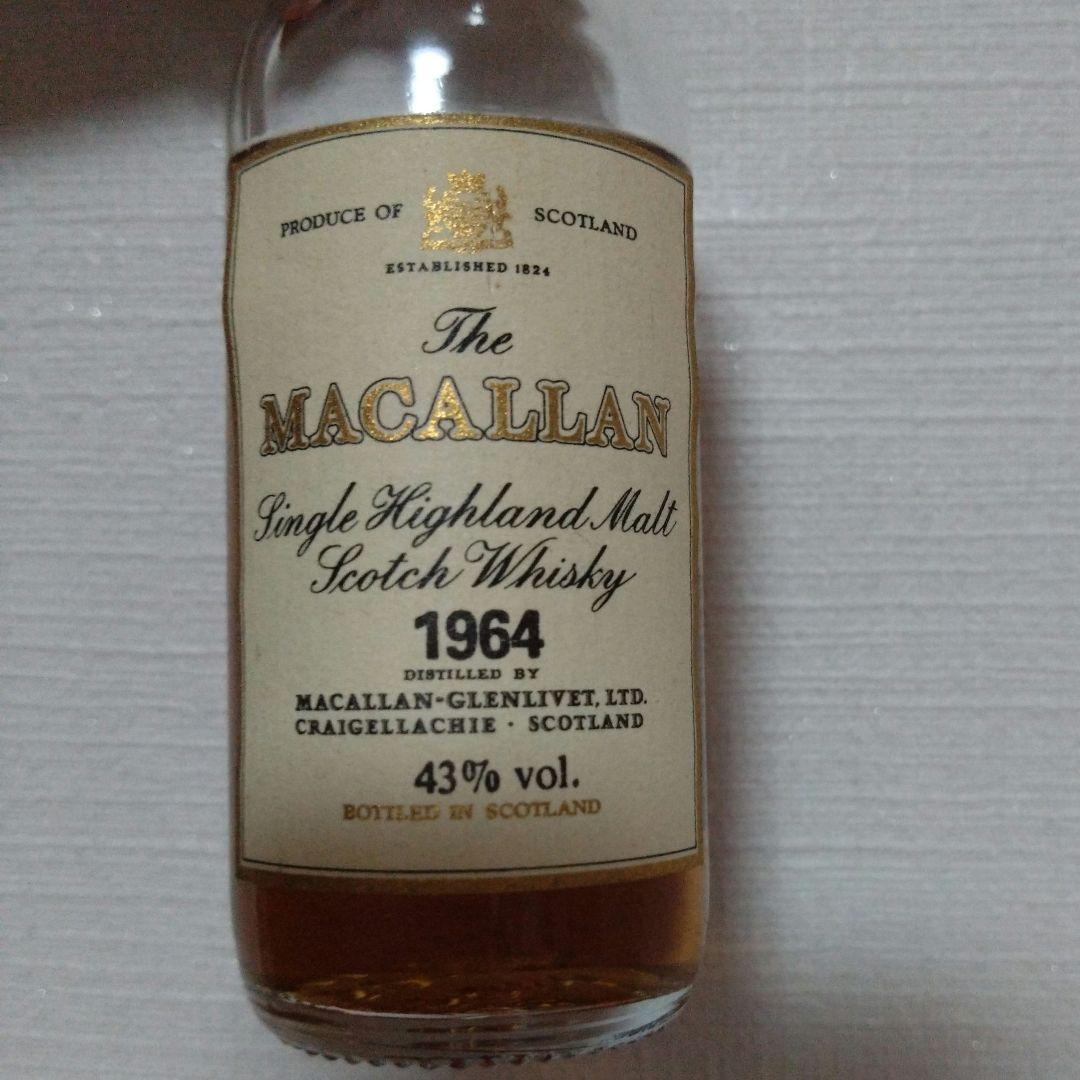 PRODUCE OF SCOTLAND
ESTABLISHED 1824
The
MACALLAN
Single Highland Malt
Scotch Whisky
1964
DISTILLED BY
MACALLAN-GLENLIVET, LTD.
CRAIGELLACHIE · SCOTLAND
43% vol.
BOTTLED IN SCOTLAND